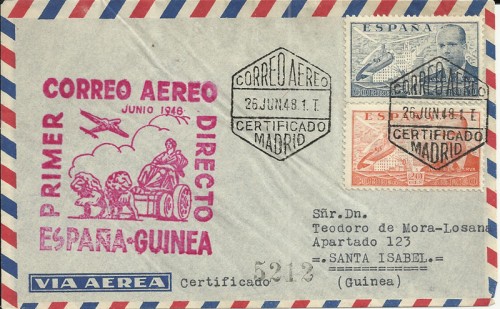 PRIMER
CORREO AEREO
DIRECTO
JUNIO 1948
ESPAÑA-GUINEA
CORREO AEREO
26 JUN.48.1.T.
CERTIFICADO
MADRID
ESPAÑA
CORREO AEREO
26 JUN.48.1.T.
CERTIFICADO
MADRID
ESPAÑA
Sñr.Dn.
Teodoro de Mora-Losana
Apartado 123
=.SANTA ISABEL=
(Guinea)
VIA AEREA
Certificado
5212